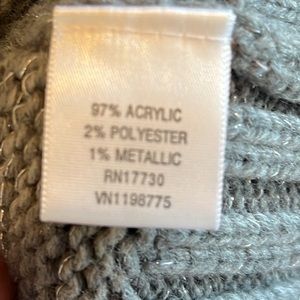 97% ACRYLIC
2% POLYESTER
1% METALLIC
RN17730
VN1198775